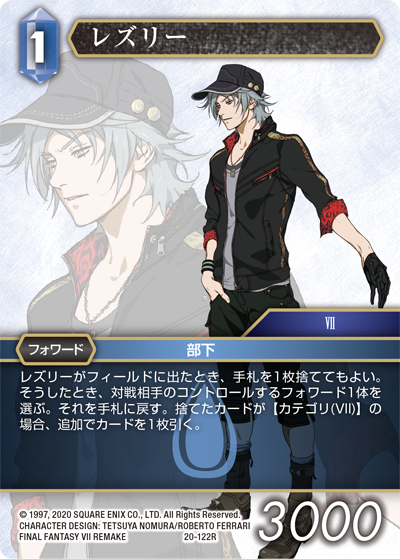 1
レズリー
VII
フォワード
部下
レズリーがフィールドに出たとき、手札を1枚捨ててもよい。
そうしたとき、対戦相手のコントロールするフォワード1体を
選ぶ。それを手札に戻す。捨てたカードが【カテゴリ(VII)】の
場合、追加でカードを1枚引く。
© 1997, 2020 SQUARE ENIX CO., LTD. All Rights Reserved.
CHARACTER DESIGN: TETSUYA NOMURA/ROBERTO FERRARI
FINAL FANTASY VII REMAKE
20-122R
3000